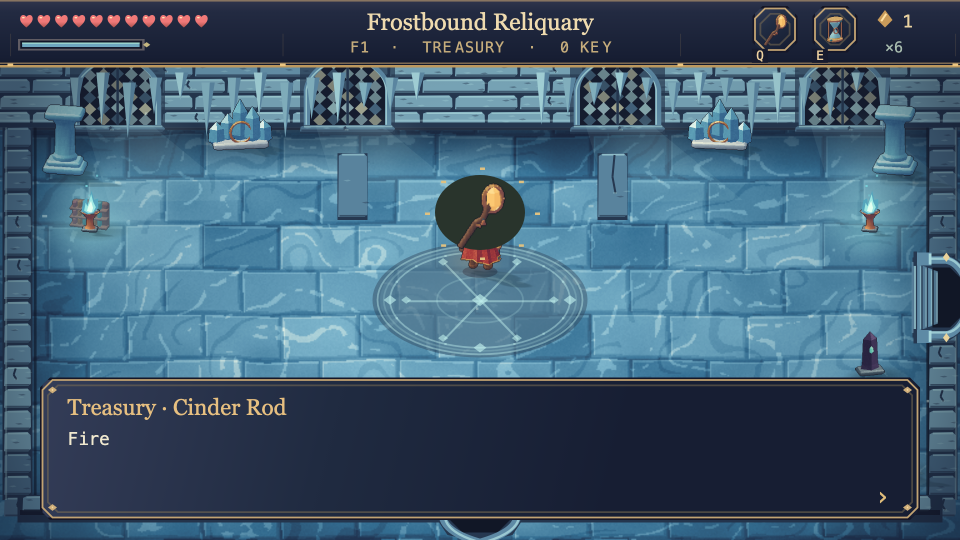 Frostbound Reliquary
F1 · TREASURY · 0 KEY
Q
E
1
×6
Treasury · Cinder Rod
Fire